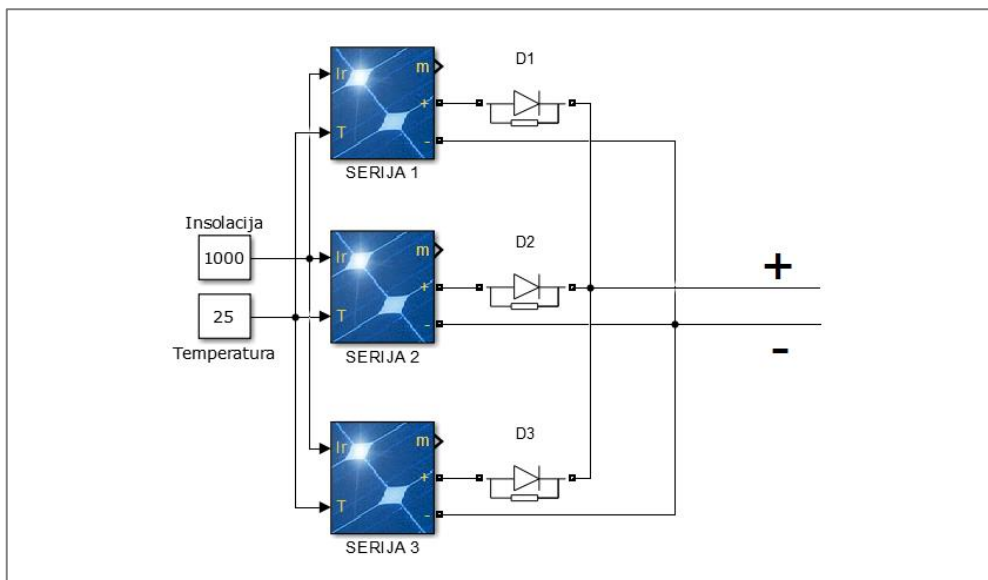 D1
Ir
m
+
T
-
SERIJA 1
Insolacija
1000
25
Temperatura
D2
Ir
m
+
T
-
SERIJA 2
+
-
D3
Ir
m
+
T
-
SERIJA 3